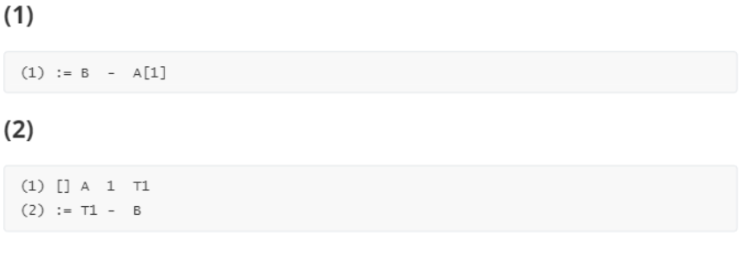 (1)
(1) := B  -  A[1]
(2)
(1) [] A  1  T1
(2) := T1 -  B